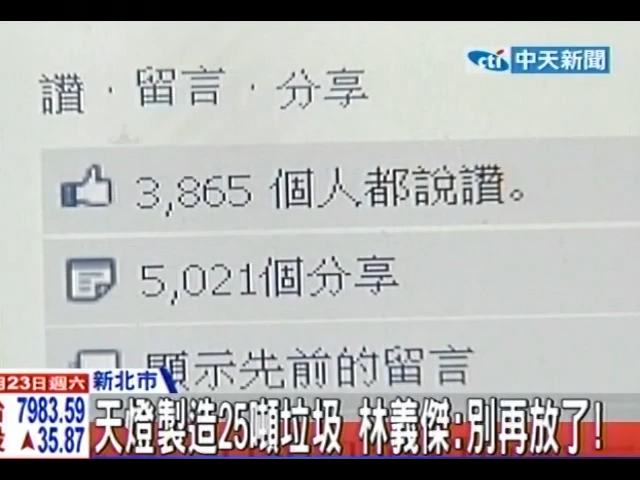 cti 中天新聞
讚 · 留言 · 分享
3,865 個人都說讚。
5,021個分享
顯示先前的留言
月23日週六 新北市
7983.59
▲35.87
天燈製造25噸垃圾 林義傑:別再放了!